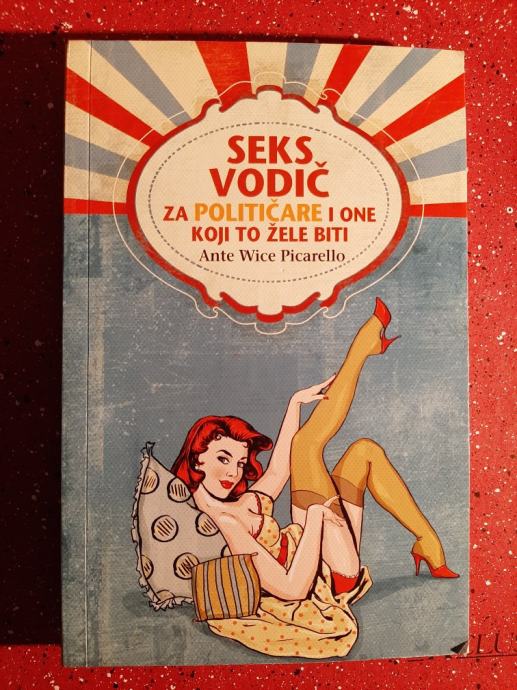 SEKS
VODIČ
ZA POLITIČARE I ONE
KOJI TO ŽELE BITI
Ante Wice Picarello